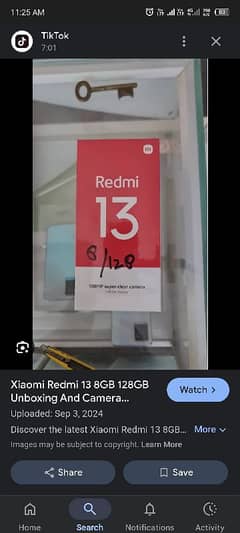 11:25 AM
TikTok
7:01
Redmi
13
8/128
Xiaomi Redmi 13 8GB 128GB
Unboxing And Camera...
Watch >
Uploaded: Sep 3, 2024
Discover the latest Xiaomi Redmi 13 8GB... More
Images may be subject to copyright. Learn More
Share
Save
Home
Search
Notifications
Activity